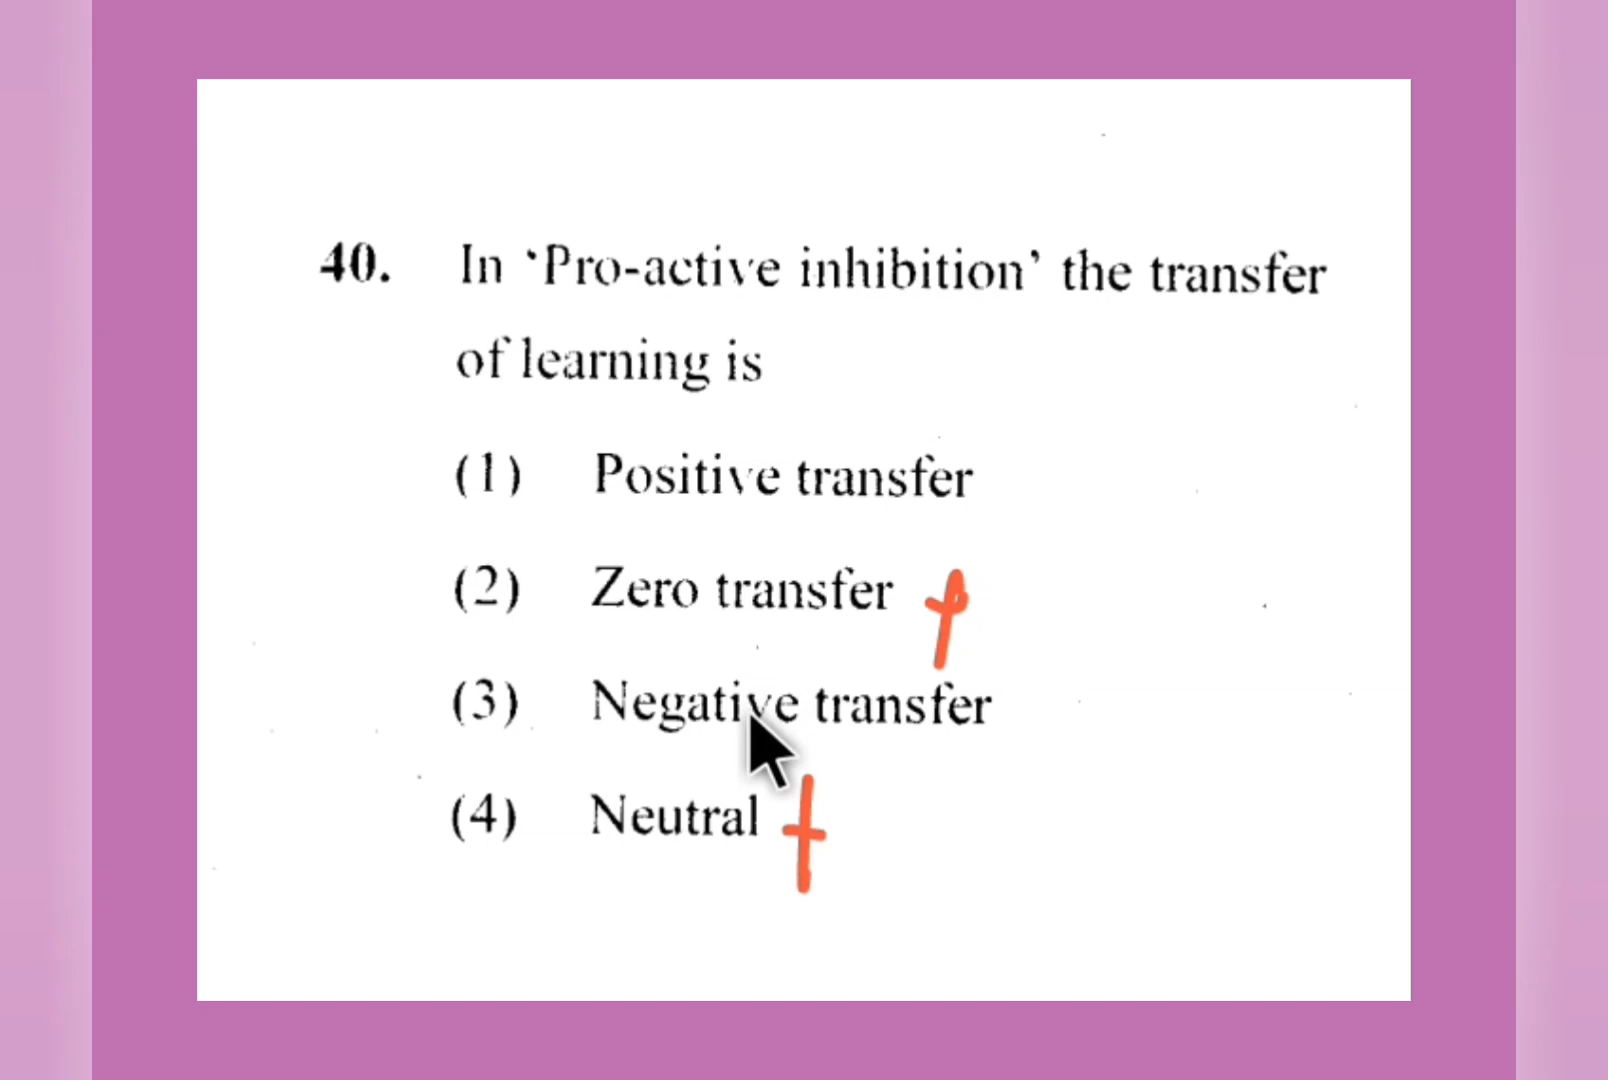 40. In ‘Pro-active inhibition’ the transfer
of learning is
(1) Positive transfer
(2) Zero transfer
(3) Negative transfer
(4) Neutral